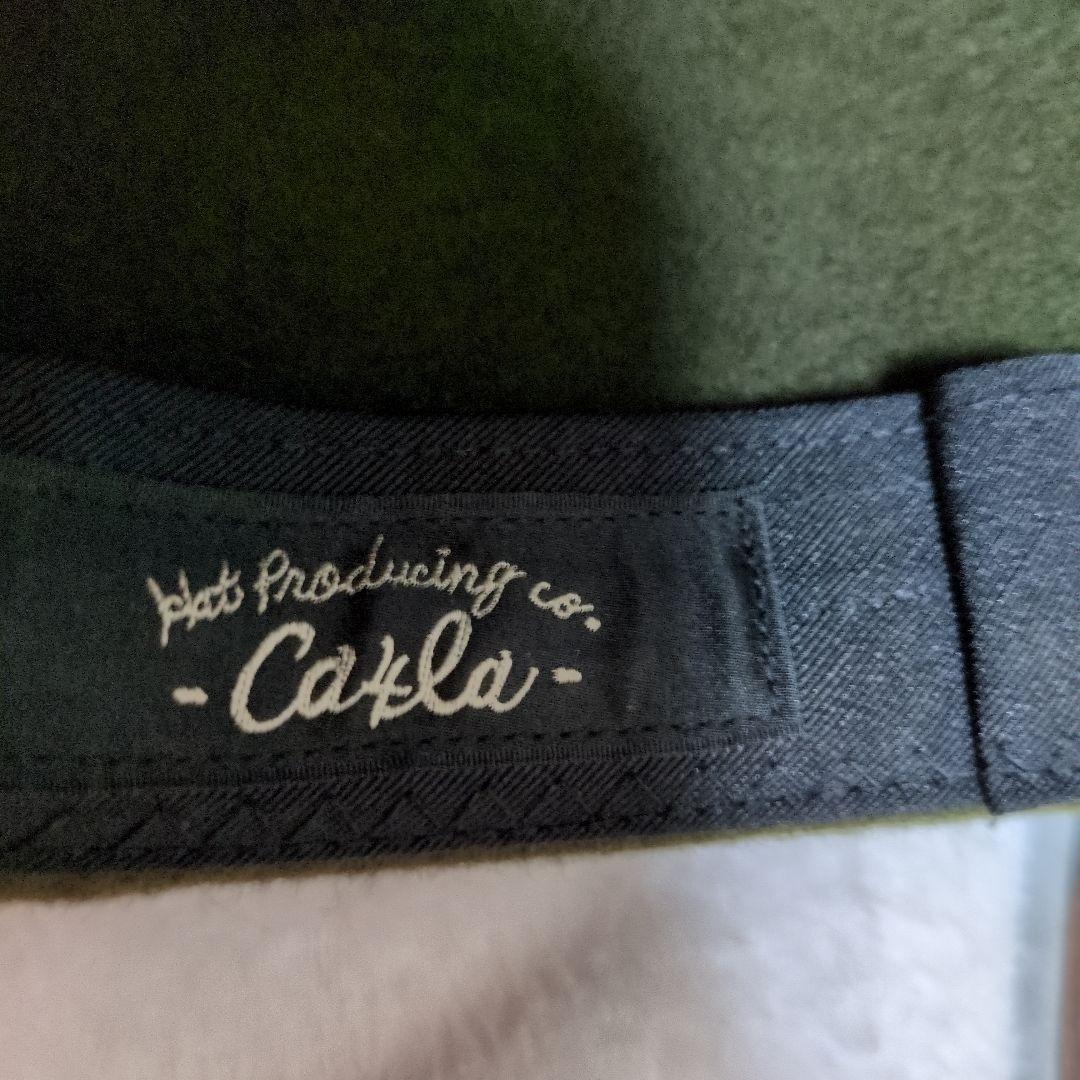 Hat Producing co.
- Ca4la -